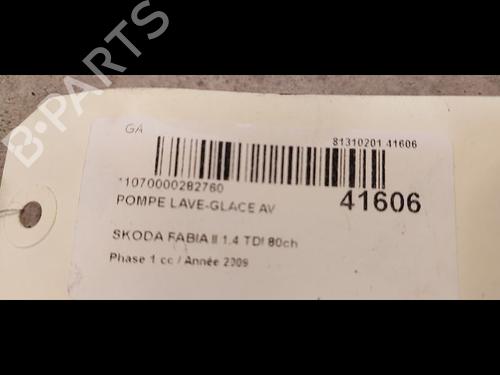 B-PARTS
GA
81310201 41606
*1070000282760
41606
POMPE LAVE-GLACE AV
SKODA FABIA II 1.4 TDI 80ch
Phase 1 cc / Année 2009